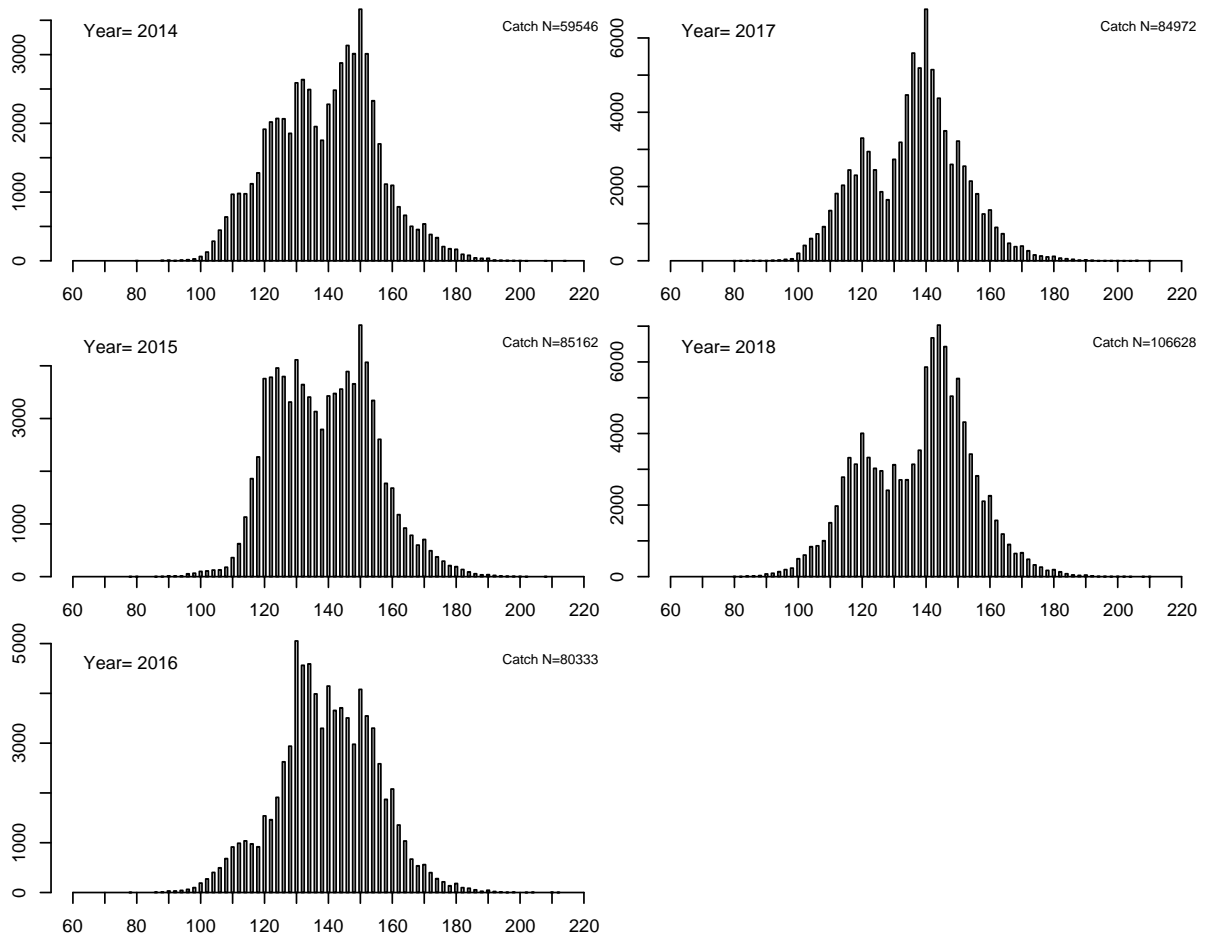 Year= 2014
Catch N=59546
0 1000 2000 3000
60 80 100 120 140 160 180 200 220
Year= 2015
Catch N=85162
0 1000 3000
60 80 100 120 140 160 180 200 220
Year= 2016
Catch N=80333
0 1000 3000 5000
60 80 100 120 140 160 180 200 220
Year= 2017
Catch N=84972
0 2000 4000 6000
60 80 100 120 140 160 180 200 220
Year= 2018
Catch N=106628
0 2000 4000 6000
60 80 100 120 140 160 180 200 220